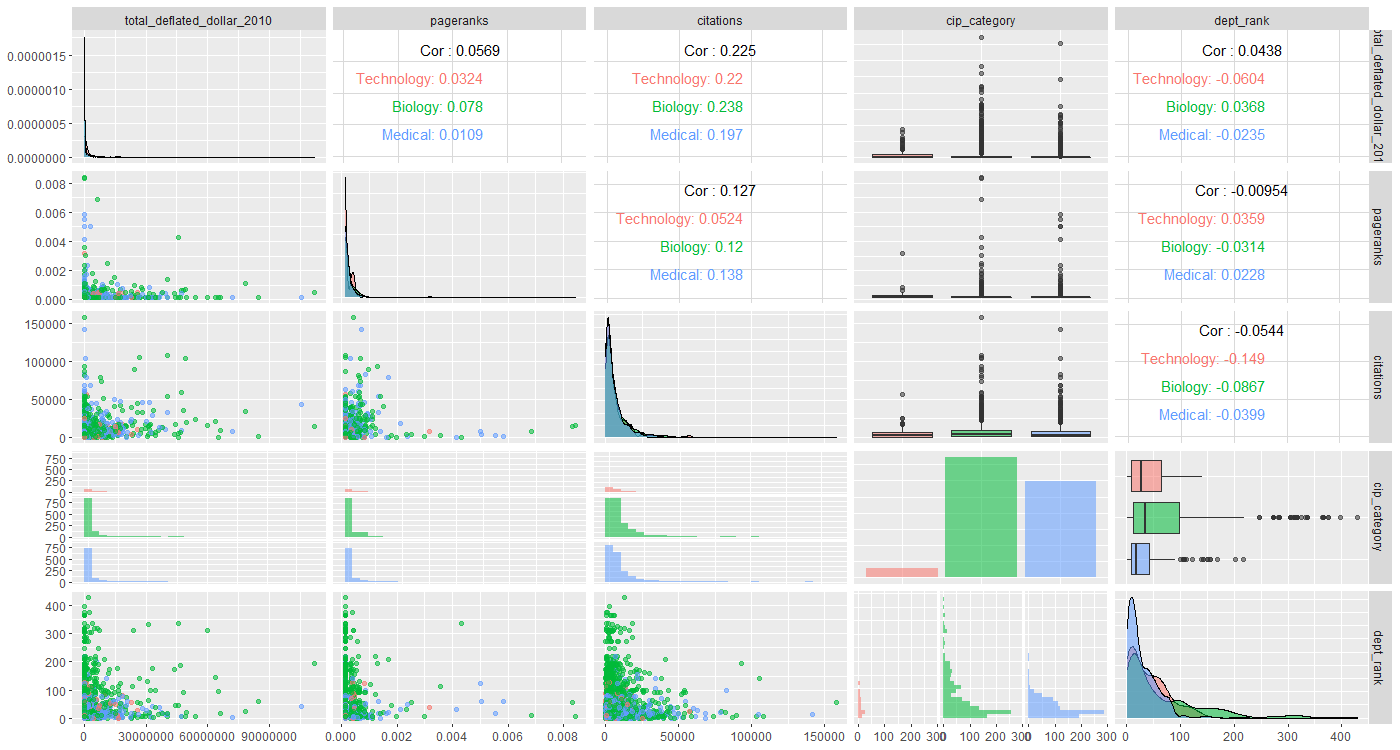 total_deflated_dollar_2010 pageranks citations cip_category dept_rank
0.0000015
0.0000010
0.0000005
0.0000000
Cor : 0.0569
Technology: 0.0324
Biology: 0.078
Medical: 0.0109
Cor : 0.225
Technology: 0.22
Biology: 0.238
Medical: 0.197
Cor : 0.0438
Technology: -0.0604
Biology: 0.0368
Medical: -0.0235
otal_deflated_dollar_201
0.008
0.006
0.004
0.002
0.000
Cor : 0.127
Technology: 0.0524
Biology: 0.12
Medical: 0.138
Cor : -0.00954
Technology: 0.0359
Biology: -0.0314
Medical: 0.0228
pageranks
150000
100000
50000
0
Cor : -0.0544
Technology: -0.149
Biology: -0.0867
Medical: -0.0399
citations
750
500
250
0
750
500
250
0
750
500
250
0
cip_category
400
300
200
100
0
dept_rank
0 30000000 60000000 90000000
0.000 0.002 0.004 0.006 0.008
0 50000 100000 150000
0 100 200 300
0 100 200 300
0 100 200 300
0 100 200 300 400